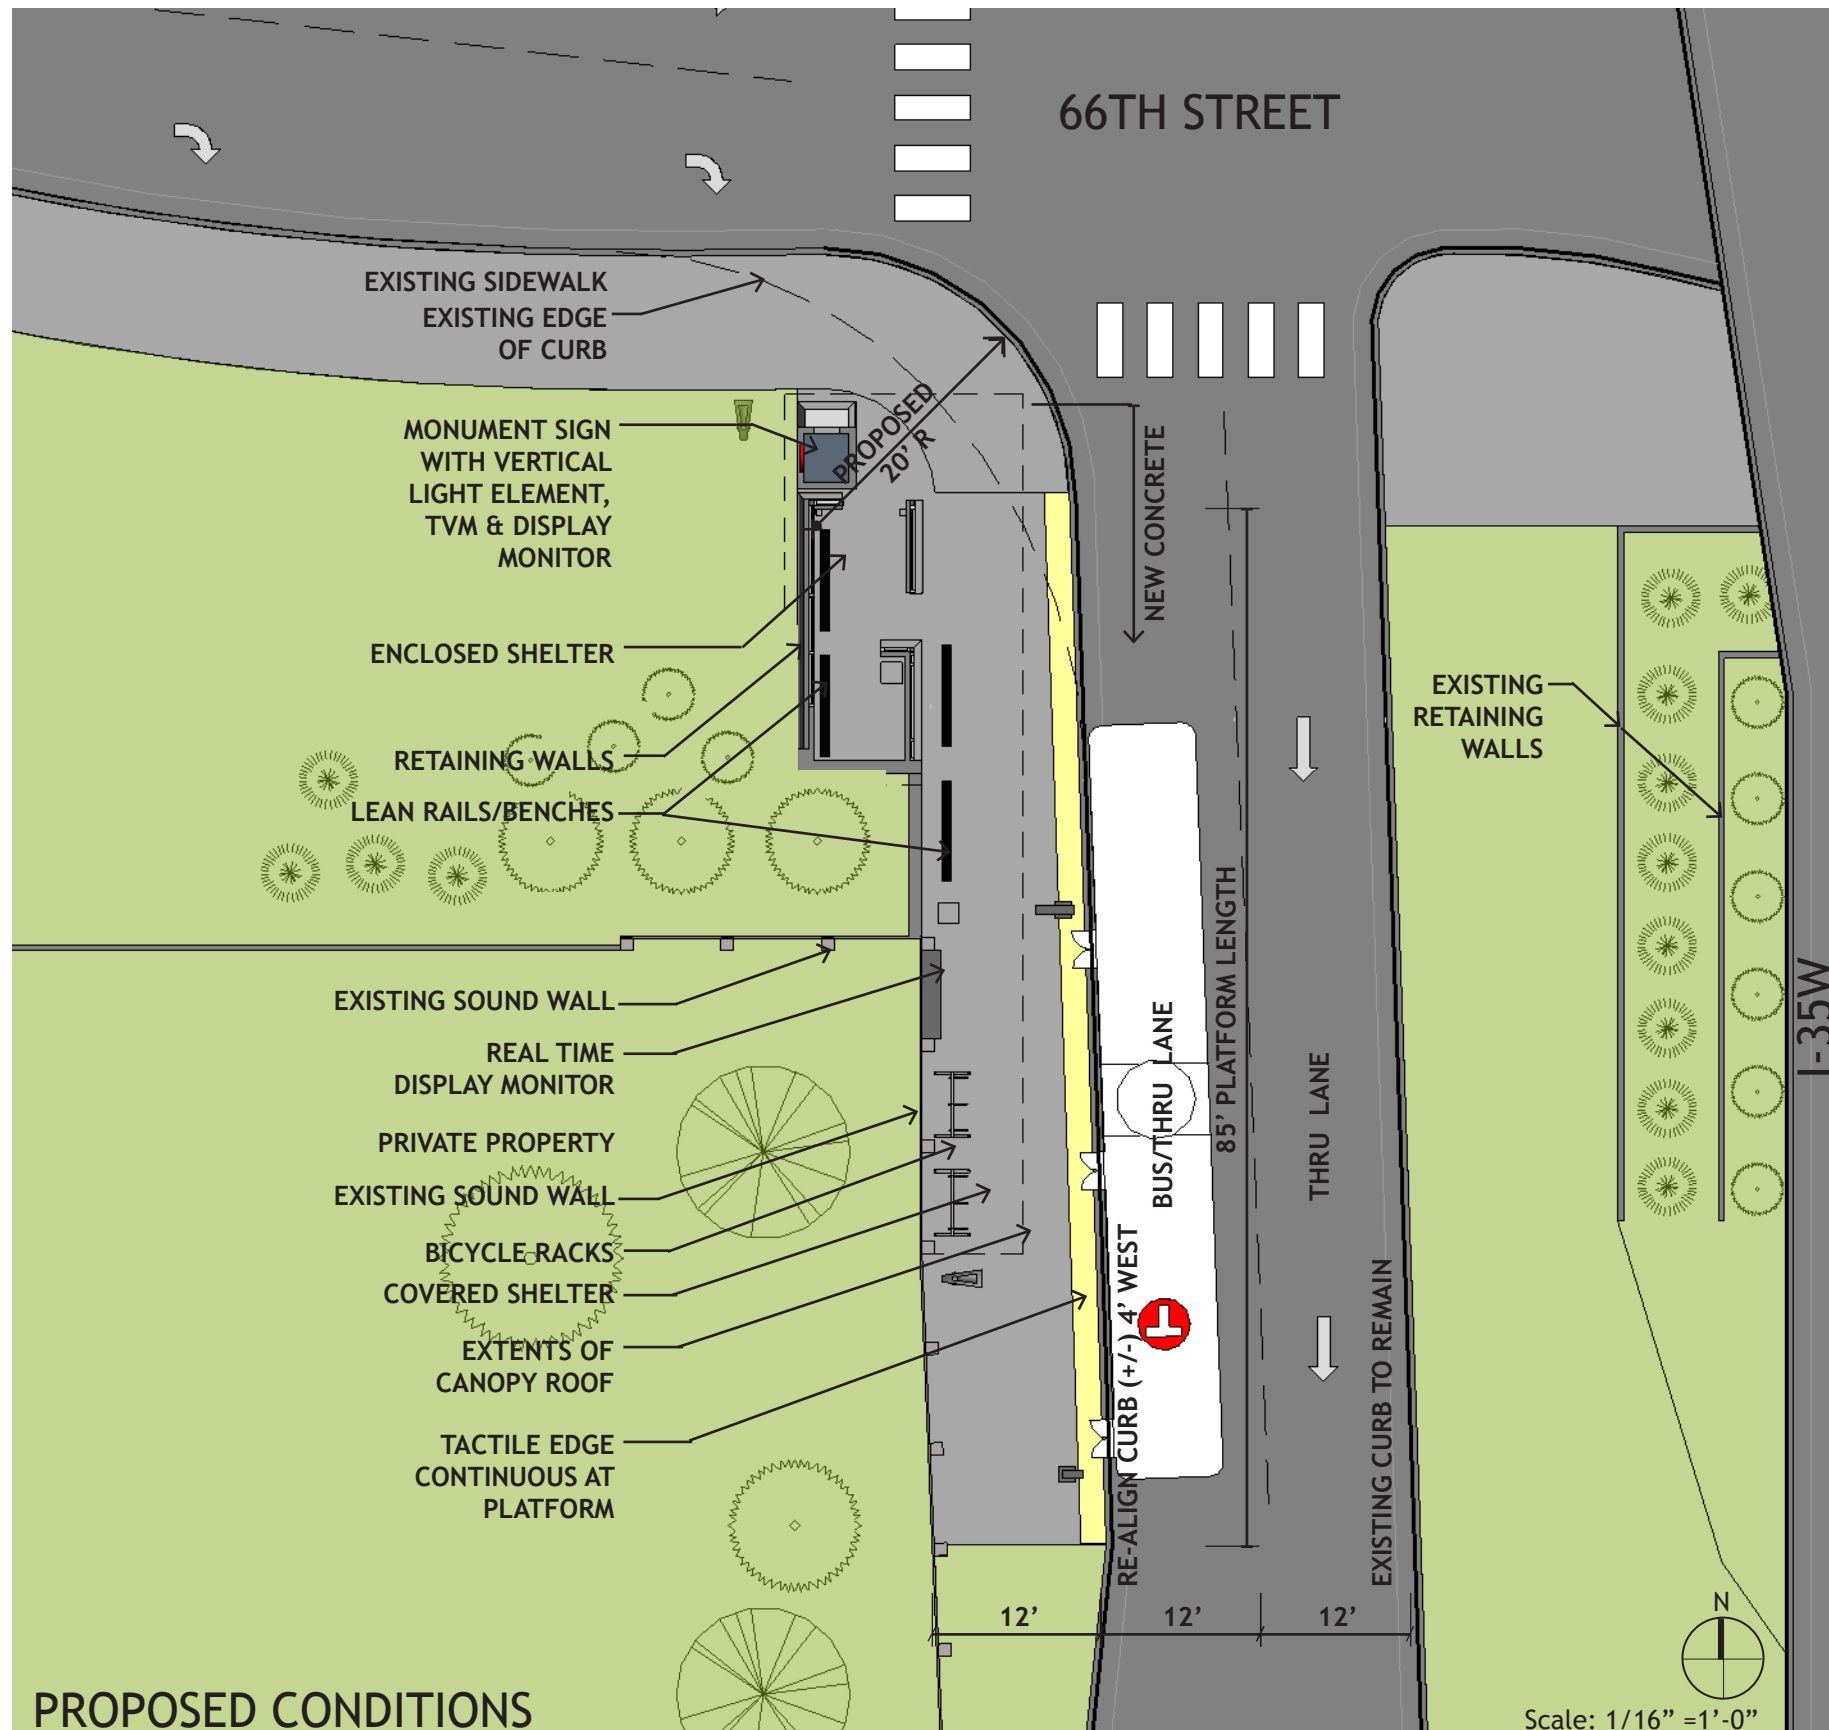 66TH STREET
EXISTING SIDEWALK
EXISTING EDGE
OF CURB
PROPOSED
20’ R
MONUMENT SIGN
WITH VERTICAL
LIGHT ELEMENT,
TVM & DISPLAY
MONITOR
NEW CONCRETE
ENCLOSED SHELTER
RETAINING WALLS
LEAN RAILS/BENCHES
EXISTING
RETAINING
WALLS
EXISTING SOUND WALL
REAL TIME
DISPLAY MONITOR
PRIVATE PROPERTY
EXISTING SOUND WALL
BICYCLE RACKS
COVERED SHELTER
EXTENTS OF
CANOPY ROOF
TACTILE EDGE
CONTINUOUS AT
PLATFORM
RE-ALIGN CURB (+/-) 4’ WEST
BUS/THRU LANE
T
85’ PLATFORM LENGTH
THRU LANE
EXISTING CURB TO REMAIN
I-35W
12’
12’
12’
N
PROPOSED CONDITIONS
Scale: 1/16” =1’-0”